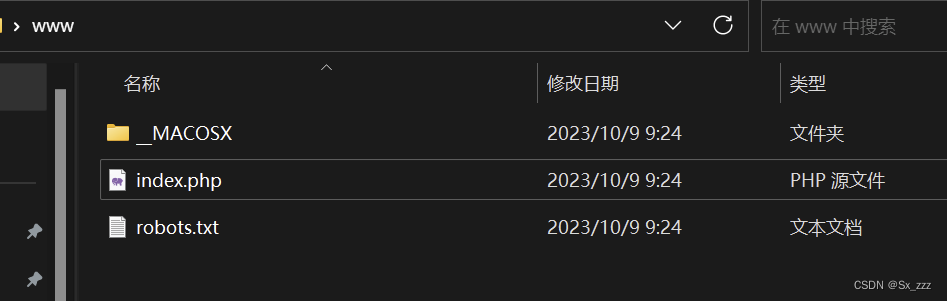 www
在 www 中搜索
名称 修改日期 类型
__MACOSX 2023/10/9 9:24 文件夹
index.php 2023/10/9 9:24 PHP 源文件
robots.txt 2023/10/9 9:24 文本文档
CSDN @Sx_zzz